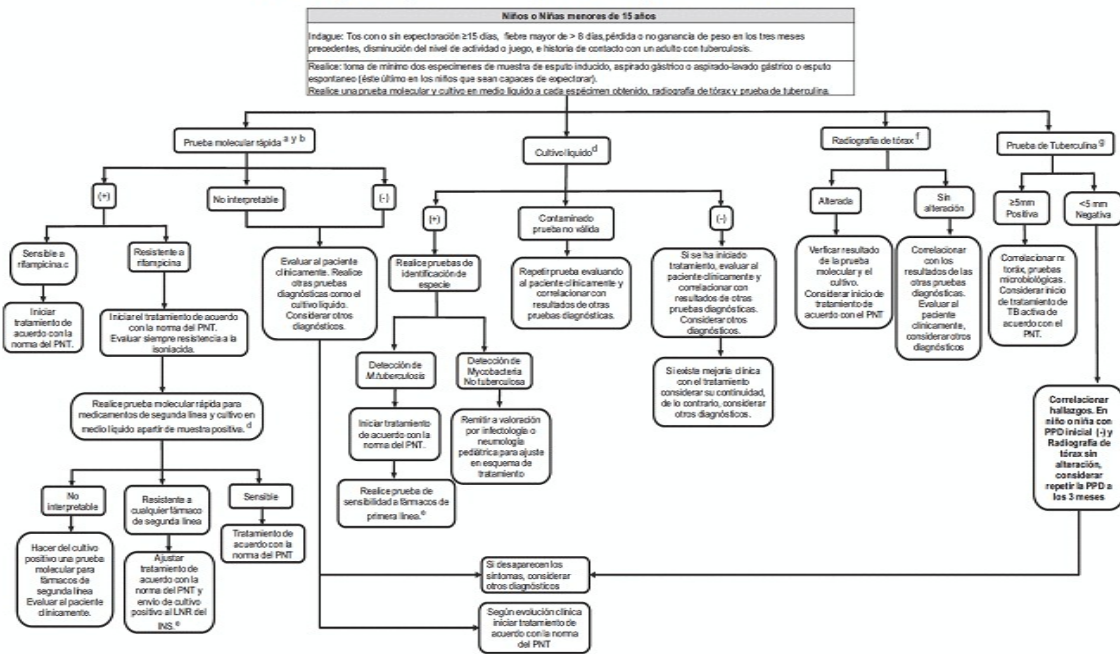 Niños o Niñas menores de 15 años
Indague: Tos con o sin expectoración ≥15 días, fiebre mayor de > 8 días,pérdida o no ganancia de peso en los tres meses
precedentes, disminución del nivel de actividad o juego, e historia de contacto con un adulto con tuberculosis.
Realice: toma de mínimo dos especímenes de muestra de esputo inducido, aspirado gástrico o aspirado-lavado gástrico o esputo
espontaneo (éste último en los niños que sean capaces de expectorar).
Realice una prueba molecular y cultivo en medio líquido a cada espécimen obtenido, radiografía de tórax y prueba de tuberculina.
Prueba molecular rápida a y b
Cultivo líquido d
Radiografía de tórax f
Prueba de Tuberculina g
(+)
No interpretable
(-)
(+)
Contaminado
prueba no válida
(-)
Alterada
Sin
alteración
≥5mm
Positiva
<5 mm
Negativa
Sensible a
rifampicina.c
Resistente a
rifampicina
Evaluar al paciente
clínicamente. Realice
otras pruebas
diagnósticas como el
cultivo líquido.
Considerar otros
diagnósticos.
Realice pruebas de
identificación de
especie
Repetir prueba evaluando
al paciente clínicamente y
correlacionar con
resultados de otras
pruebas diagnósticas.
Si se ha iniciado
tratamiento, evaluar al
paciente clínicamente y
correlacionar con
resultados de otras
pruebas diagnósticas.
Considerar otros
diagnósticos.
Verificar resultado
de la prueba
molecular y el
cultivo.
Considerar inicio de
tratamiento de
acuerdo con el PNT
Correlacionar
con los
resultados de las
otras pruebas
diagnósticas.
Evaluar al
paciente
clínicamente,
considerar otros
diagnósticos
Correlacionar rx
torax, pruebas
microbiológicas.
Considerar inicio
de tratamiento de
TB activa de
acuerdo con el
PNT.
Iniciar
tratamiento de
acuerdo con la
norma del PNT.
Iniciar el tratamiento de acuerdo
con la norma del PNT.
Evaluar siempre resistencia a la
isoniacida.
Detección de
M.tuberculosis
Detección de
Mycobacteria
No tuberculosa
Si existe mejoría clínica
con el tratamiento
considerar su continuidad,
de lo contrario, considerar
otros diagnósticos.
Correlacionar
hallazgos. En
niño o niña con
PPD inicial (-) y
Radiografía de
tórax sin
alteración,
considerar
repetir la PPD a
los 3 meses
Realice prueba molecular rápida para
medicamentos de segunda línea y cultivo en
medio líquido apartir de muestra positiva. d
Iniciar tratamiento
de acuerdo con la
norma del PNT.
Remitir a valoración
por infectología o
neumología
pediátrica para ajuste
en esquema de
tratamiento
Realice prueba de
sensibilidad a fármacos de
primera línea.e
No
interpretable
Resistente a
cualquier fármaco
de segunda línea
Sensible
Hacer del cultivo
positivo una prueba
molecular para
fármacos de
segunda línea
Evaluar al paciente
clínicamente.
Ajustar
tratamiento de
acuerdo con la
norma del PNT y
envío de cultivo
positivo al LNR del
INS.e
Tratamiento de
acuerdo con la
norma del PNT
Si desaparecen los
síntomas, considerar
otros diagnósticos
Según evolución clínica
iniciar tratamiento de
acuerdo con la norma
del PNT